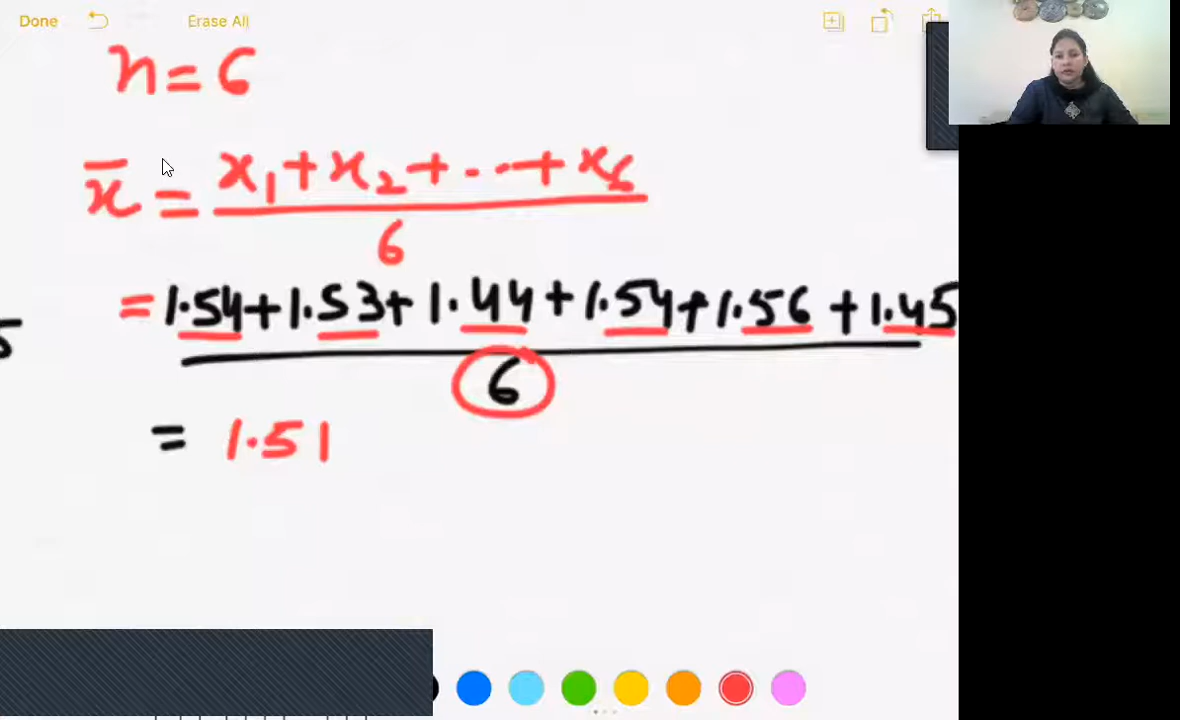 Done Erase All
n = 6
x̄ = x₁ + x₂ + ... + x₆
6
= 1.54 + 1.53 + 1.44 + 1.54 + 1.56 + 1.45
6
= 1.51
5